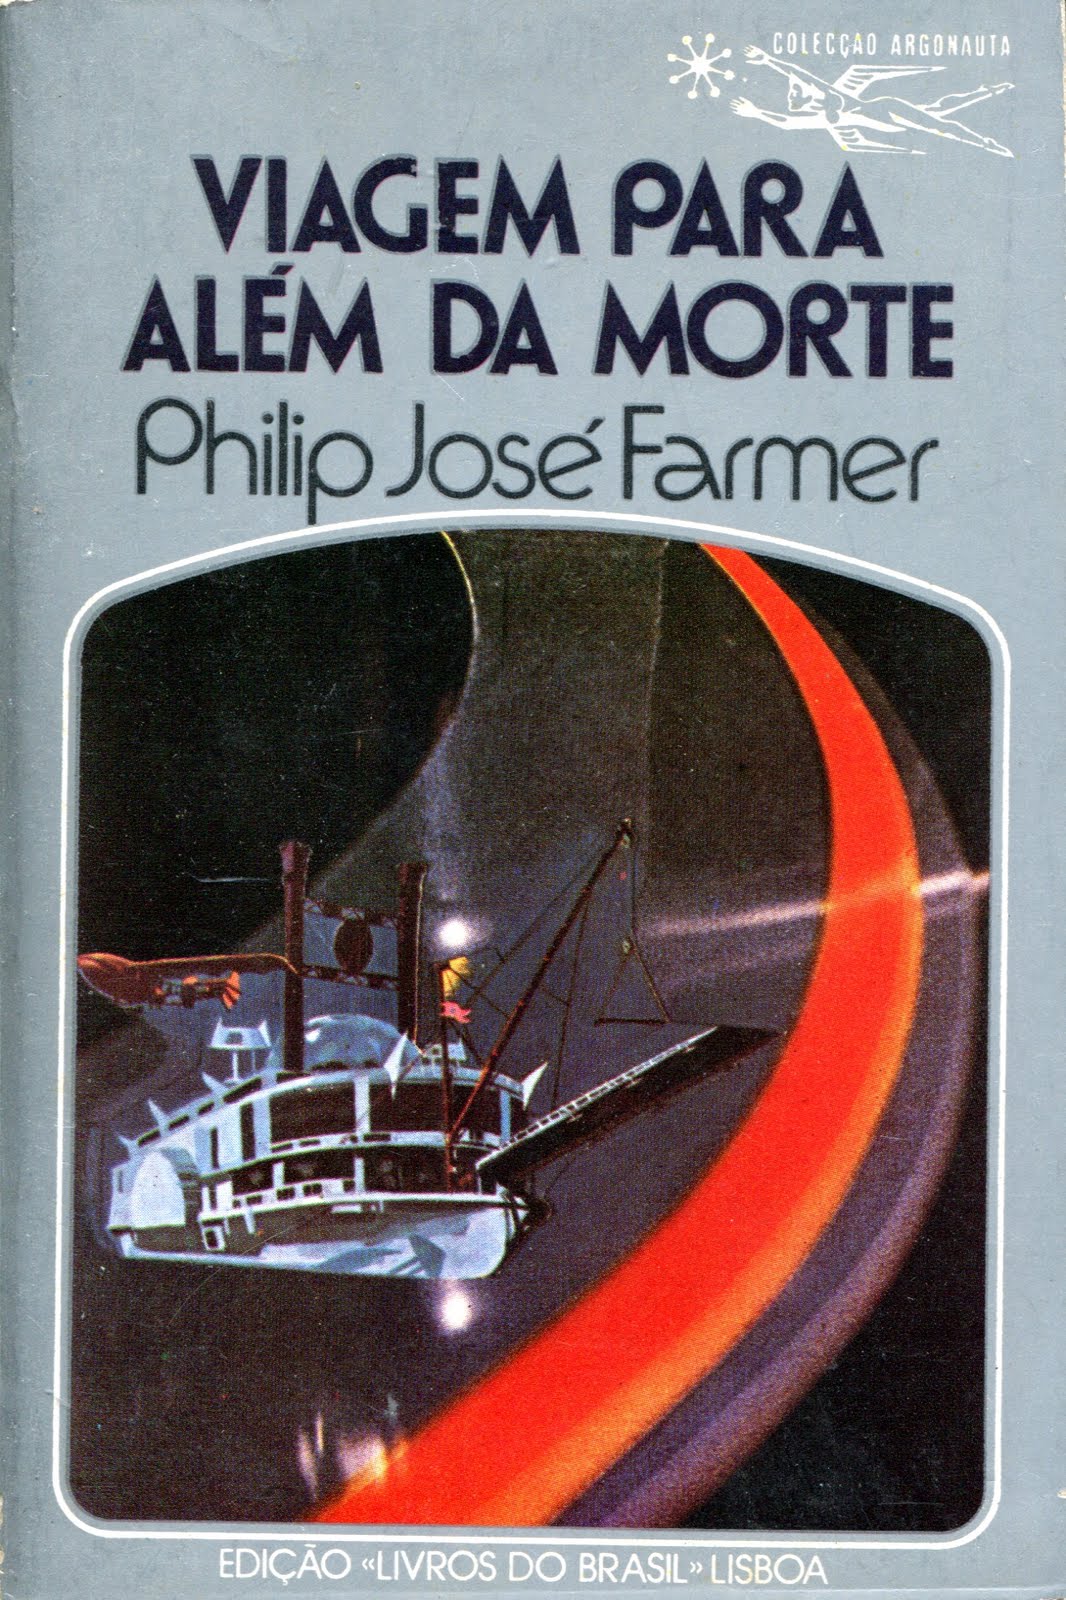 COLECÇÃO ARGONAUTA
VIAGEM PARA
ALÉM DA MORTE
Philip José Farmer
EDIÇÃO «LIVROS DO BRASIL» LISBOA